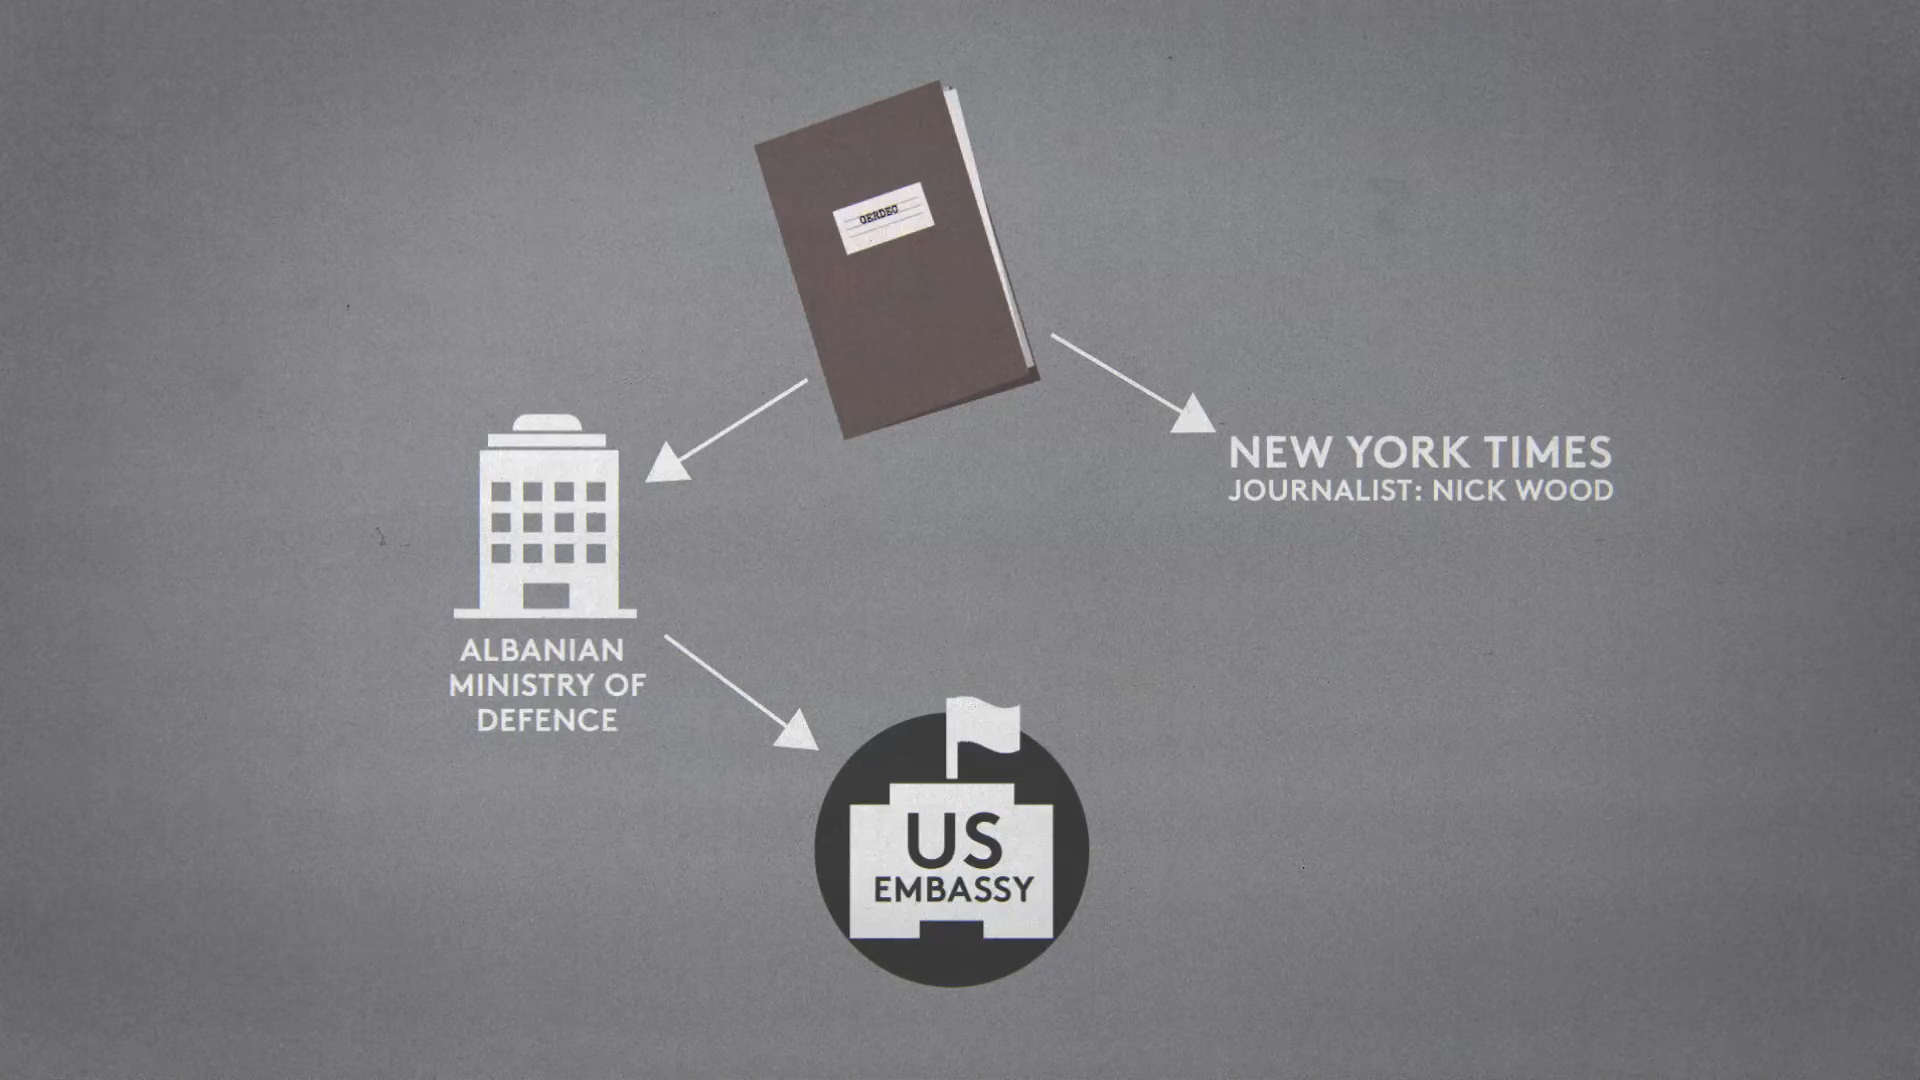 GERDEC
NEW YORK TIMES
JOURNALIST: NICK WOOD
ALBANIAN
MINISTRY OF
DEFENCE
US
EMBASSY